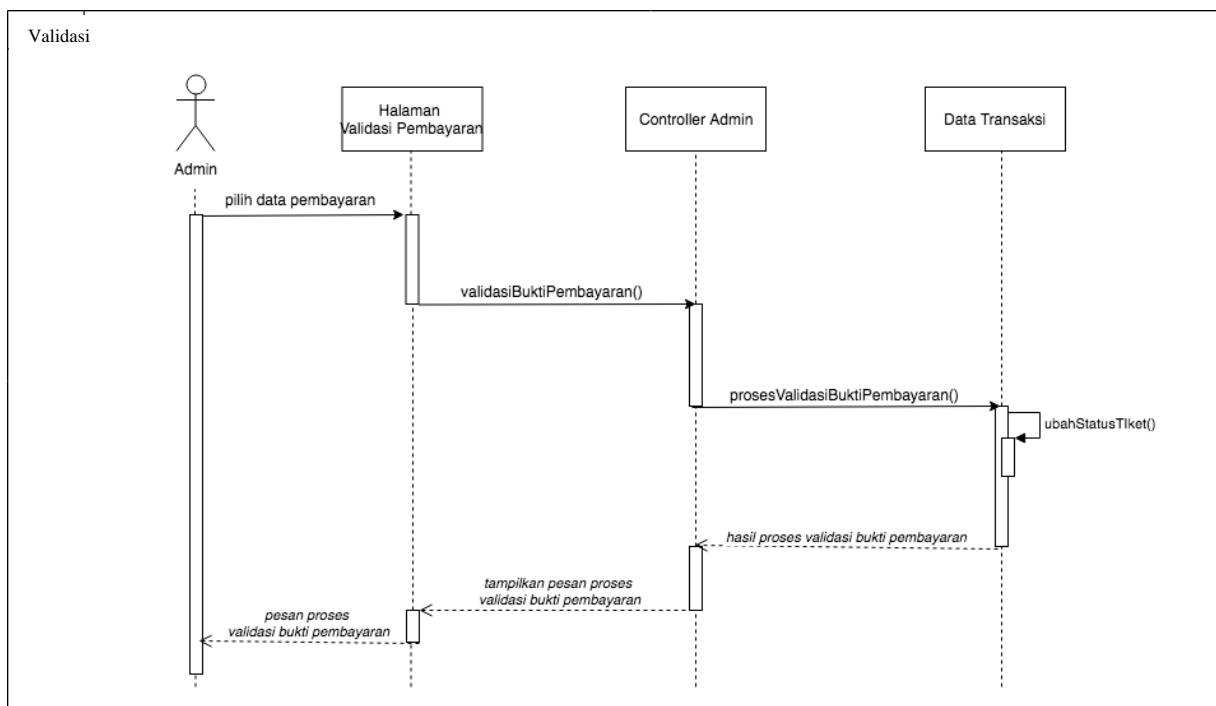 Validasi
Halaman
Validasi Pembayaran
Controller Admin
Data Transaksi
Admin
pilih data pembayaran
validasiBuktiPembayaran()
prosesValidasiBuktiPembayaran()
ubahStatusTIket()
hasil proses validasi bukti pembayaran
tampilkan pesan proses
validasi bukti pembayaran
pesan proses
validasi bukti pembayaran